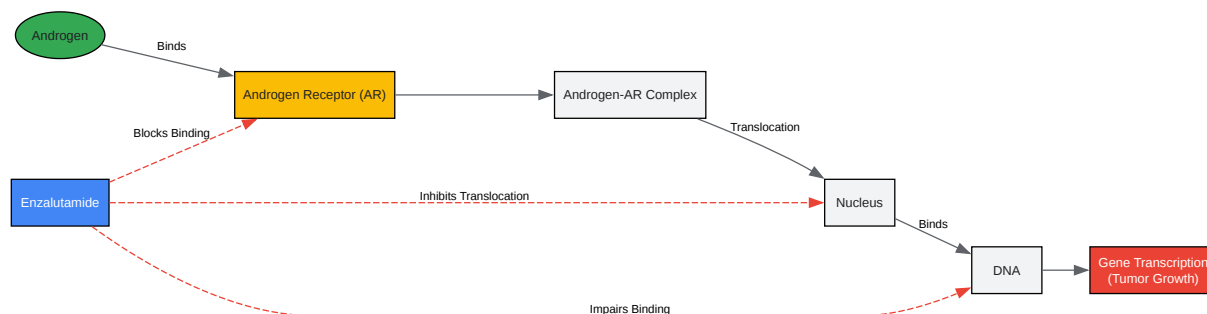 Androgen
Binds
Androgen Receptor (AR)
Androgen-AR Complex
Blocks Binding
Translocation
Enzalutamide
Inhibits Translocation
Nucleus
Binds
DNA
Gene Transcription
(Tumor Growth)
Impairs Binding